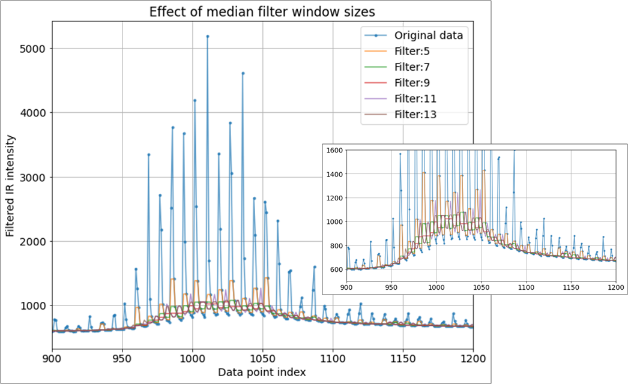 Effect of median filter window sizes
Original data
Filter:5
Filter:7
Filter:9
Filter:11
Filter:13
5000
4000
3000
2000
1000
Filtered IR intensity
900 950 1000 1050 1100 1150 1200
Data point index
1600
1400
1200
1000
800
600
900 950 1000 1050 1100 1150 1200